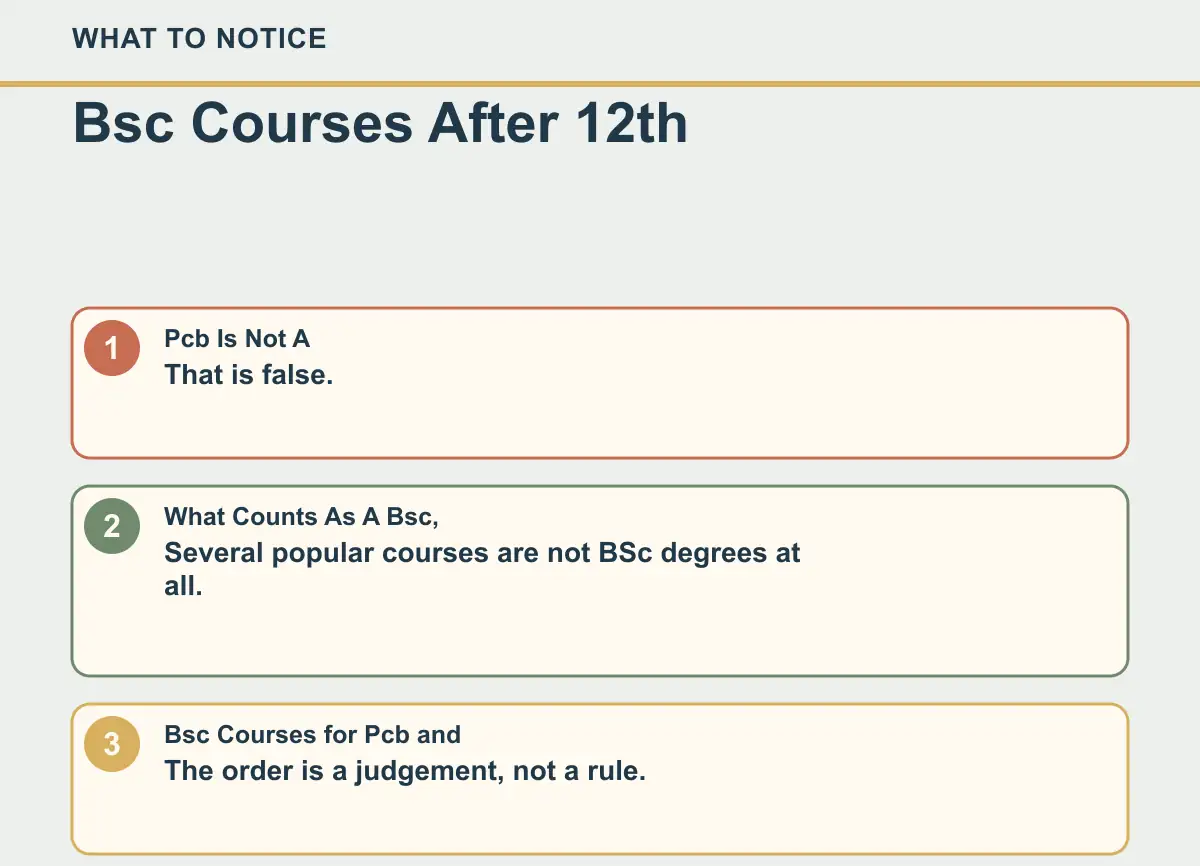 WHAT TO NOTICE
Bsc Courses After 12th
1
Pcb Is Not A
That is false.
2
What Counts As A Bsc,
Several popular courses are not BSc degrees at
all.
3
Bsc Courses for Pcb and
The order is a judgement, not a rule.